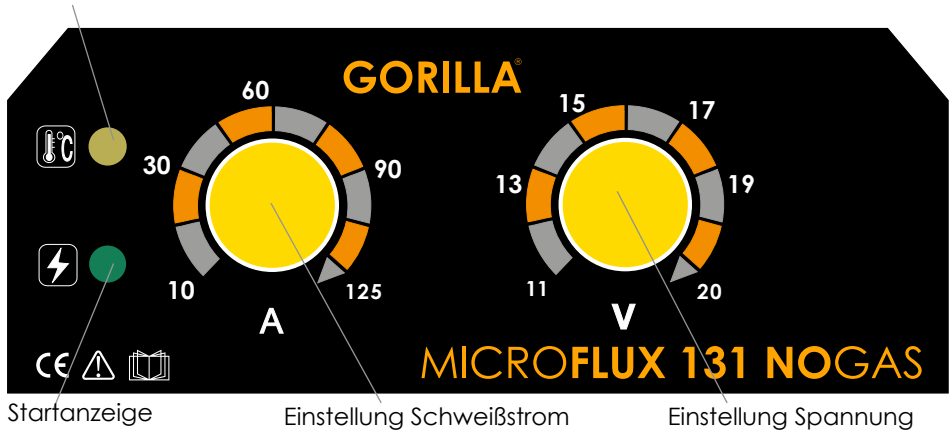 GORILLA®
60
15
17
°C
30
90
13
19
10
125
11
20
A
V
CE
MICROFLUX 131 NOGAS
Startanzeige
Einstellung Schweißstrom
Einstellung Spannung